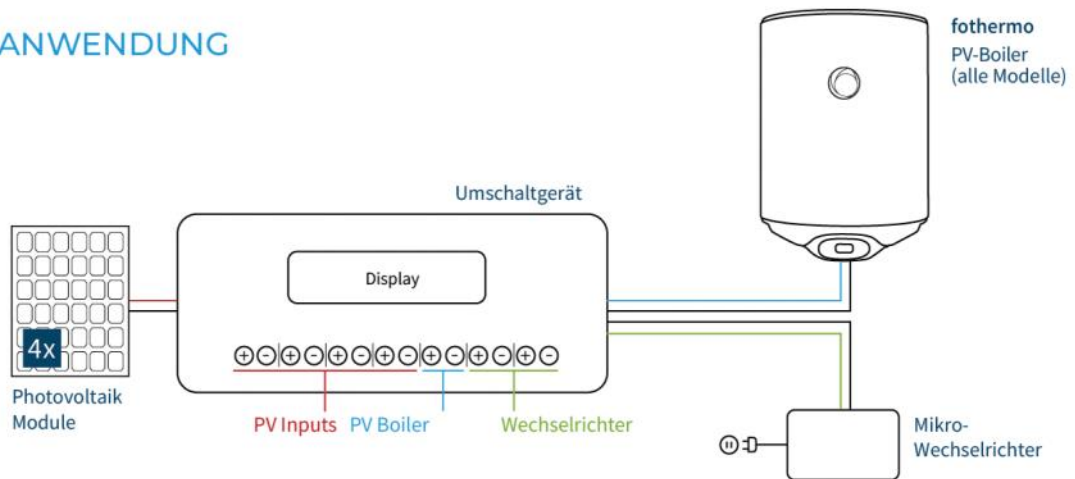 ANWENDUNG
fothermo
PV-Boiler
(alle Modelle)
Umschaltgerät
Display
4x
+ - + - + - + - + - + - + -
Photovoltaik
Module
PV Inputs PV Boiler Wechselrichter
Mikro-
Wechselrichter